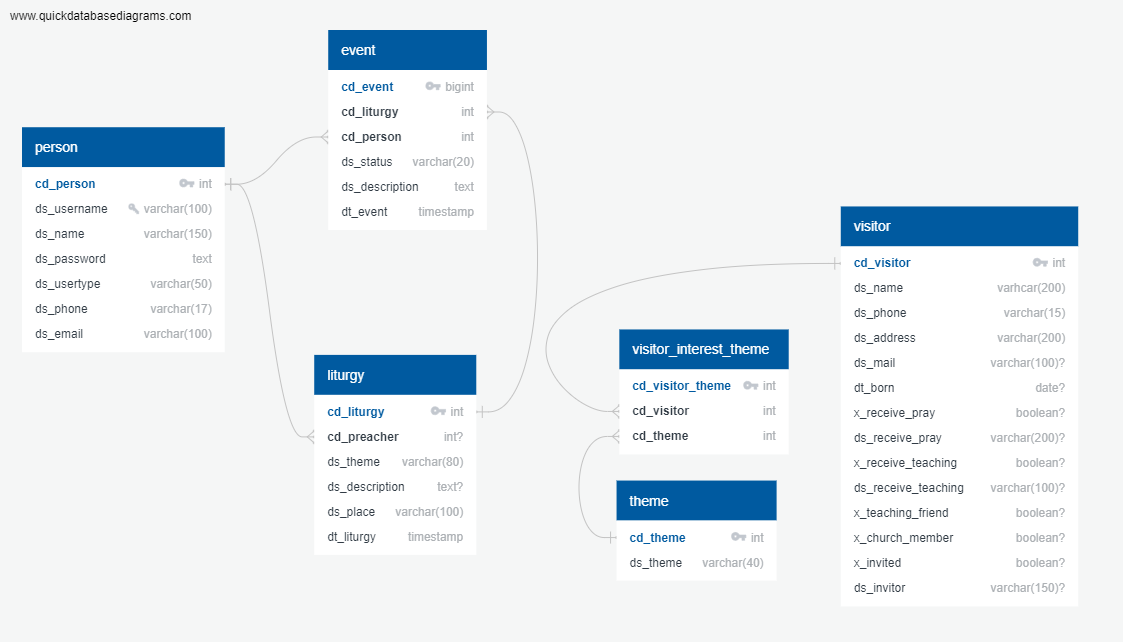 www.quickdatabasediagrams.com
event
cd_event bigint
cd_liturgy int
cd_person int
ds_status varchar(20)
ds_description text
dt_event timestamp
person
cd_person int
ds_username varchar(100)
ds_name varchar(150)
ds_password text
ds_usertype varchar(50)
ds_phone varchar(17)
ds_email varchar(100)
liturgy
cd_liturgy int
cd_preacher int?
ds_theme varchar(80)
ds_description text?
ds_place varchar(100)
dt_liturgy timestamp
visitor_interest_theme
cd_visitor_theme int
cd_visitor int
cd_theme int
theme
cd_theme int
ds_theme varchar(40)
visitor
cd_visitor int
ds_name varhcar(200)
ds_phone varchar(15)
ds_address varchar(200)
ds_mail varchar(100)?
dt_born date?
x_receive_pray boolean?
ds_receive_pray varchar(200)?
x_receive_teaching boolean?
ds_receive_teaching varchar(100)?
x_teaching_friend boolean?
x_church_member boolean?
x_invited boolean?
ds_invitor varchar(150)?